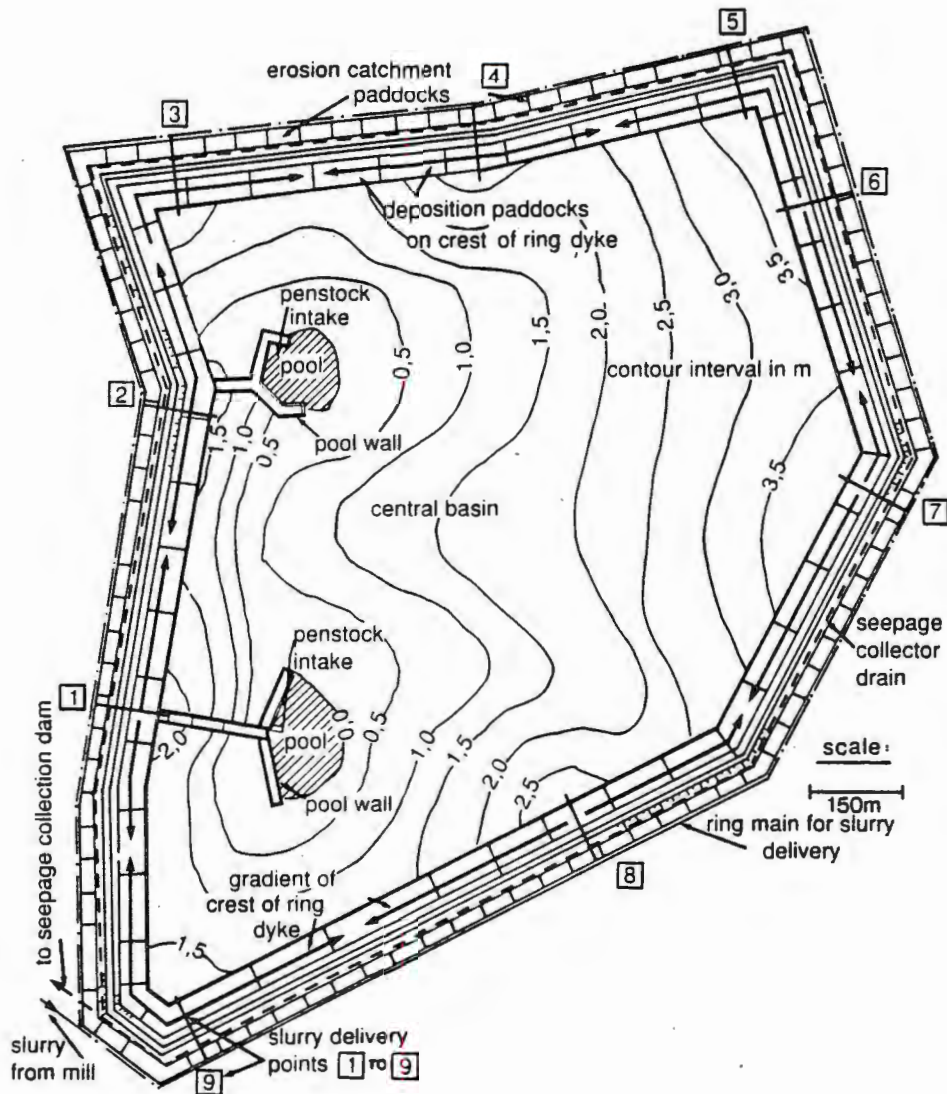 5
erosion catchment
paddocks
4
3
6
deposition paddocks
on crest of ring dyke
3,5
3,0
2,5
2,0
1,5
1,0
0,5
penstock
intake
pool
contour interval in m
2
pool wall
1,5
1,0
0,5
3,5
central basin
7
penstock
intake
seepage
collector
drain
1
2,0
pool
0,0
0,5
1,0
1,5
2,0
2,5
pool wall
scale:
150m
ring main for slurry
delivery
8
to seepage collection dam
gradient of
crest of ring
dyke
1,5
slurry
from mill
slurry delivery
points 1 TO 9
9